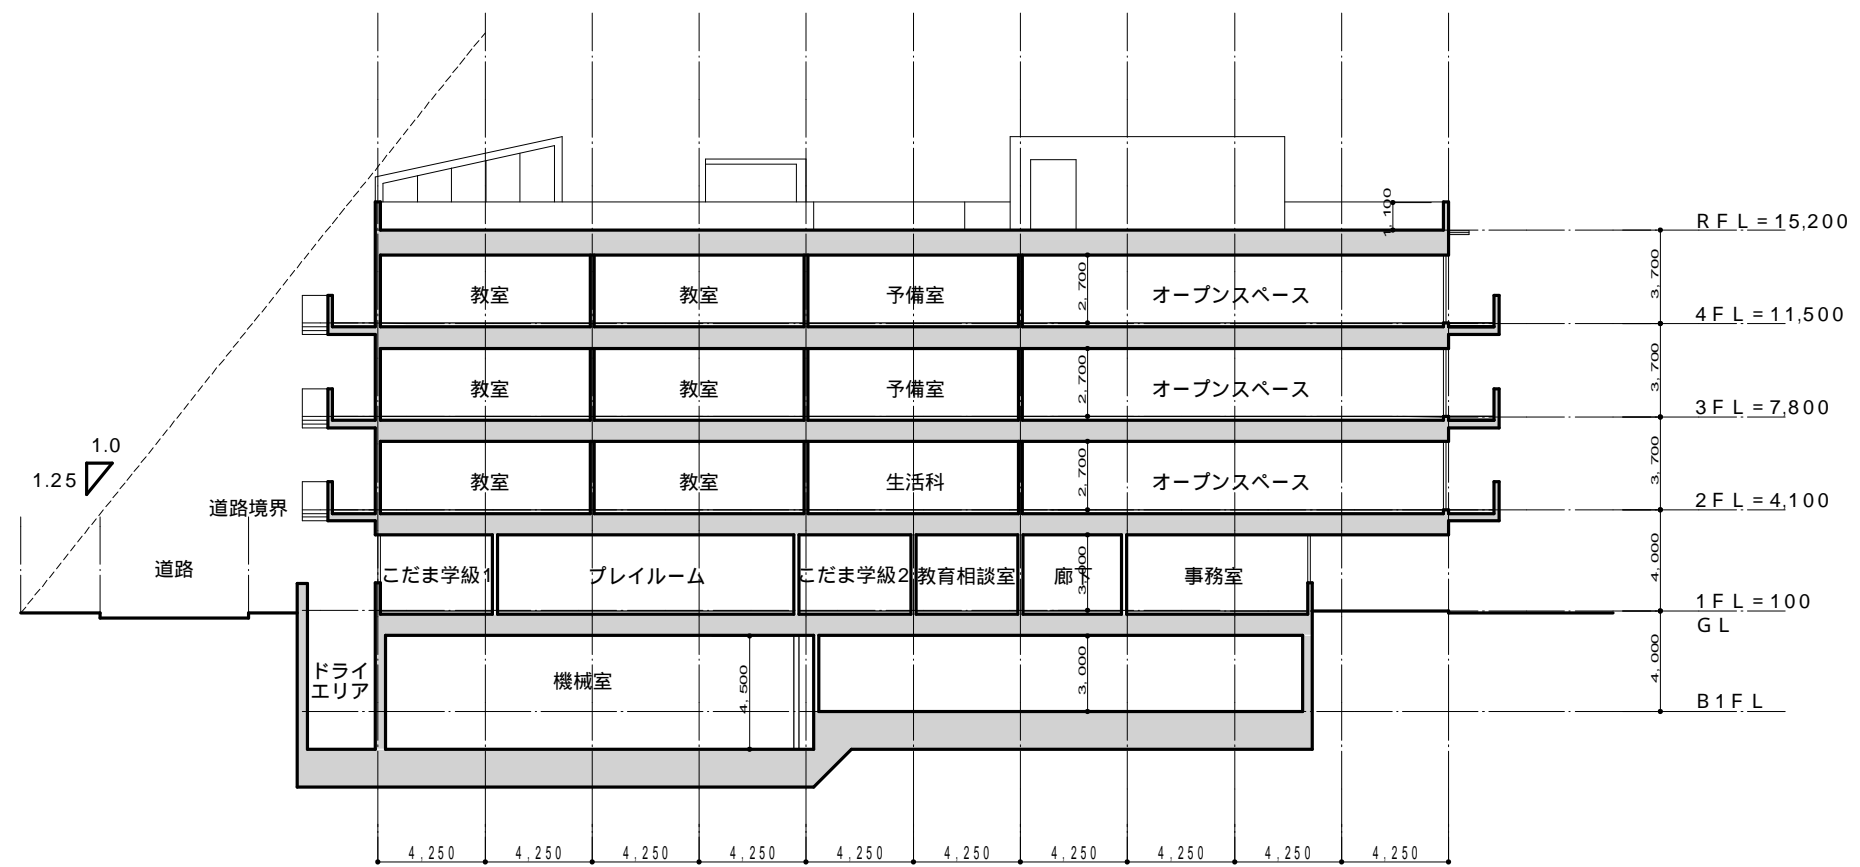 1,100
RFL=15,200
教室
教室
予備室
2,700
オープンスペース
3,700
4FL=11,500
教室
教室
予備室
2,700
オープンスペース
3,700
3FL=7,800
1.0
1.25
教室
教室
生活科
2,700
オープンスペース
3,700
2FL=4,100
道路境界
道路
こだま学級1
プレイルーム
こだま学級2
教育相談室
廊下
3,000
事務室
4,000
1FL=100
GL
ドライ
エリア
機械室
4,500
3,000
4,000
B1FL
4,250
4,250
4,250
4,250
4,250
4,250
4,250
4,250
4,250
4,250